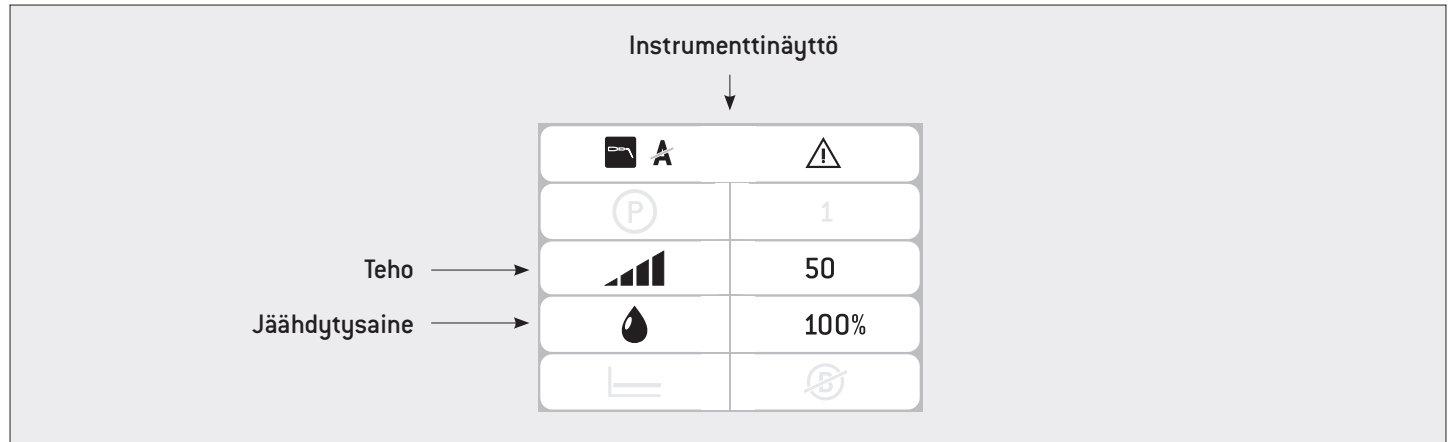 Instrumenttinäyttö
A
P 1
Teho 50
Jäähdytysaine 100%
B